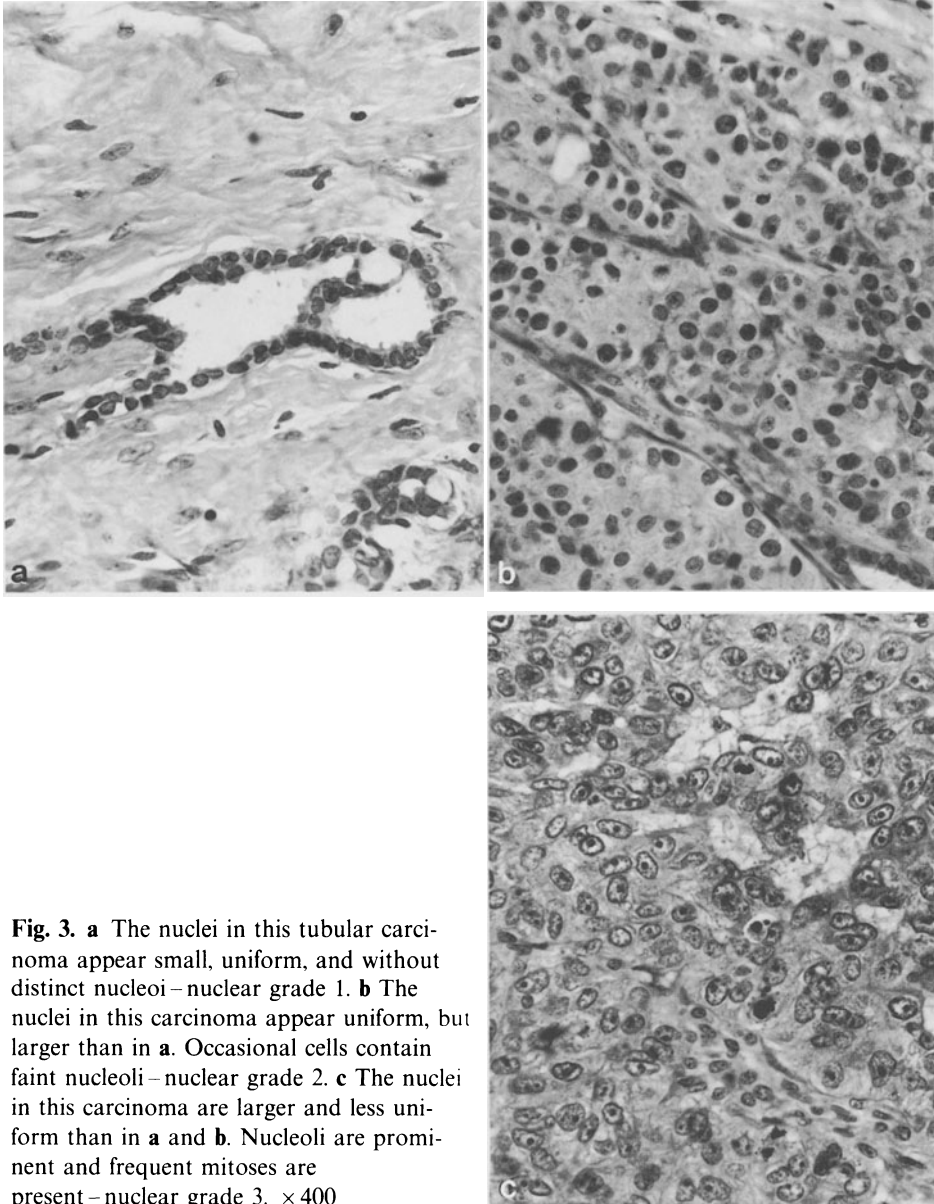 a
b
Fig. 3. a The nuclei in this tubular carci-
noma appear small, uniform, and without
distinct nucleoi – nuclear grade 1. b The
nuclei in this carcinoma appear uniform, but
larger than in a. Occasional cells contain
faint nucleoli – nuclear grade 2. c The nuclei
in this carcinoma are larger and less uni-
form than in a and b. Nucleoli are promi-
nent and frequent mitoses are
present – nuclear grade 3. × 400
c